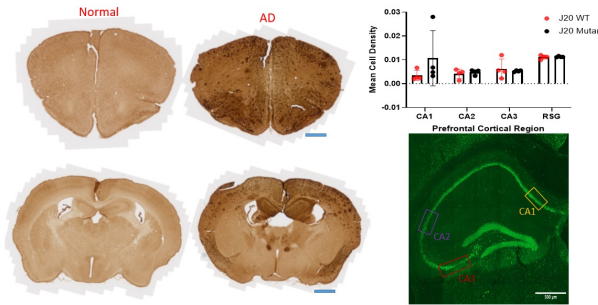 Normal
AD
J20 WT
J20 Mutan
Mean Cell Density
0.03
0.02
0.01
0.00
-0.01
CA1
CA2
CA3
RSG
Prefrontal Cortical Region
CA1
CA2
CA3
500 µm